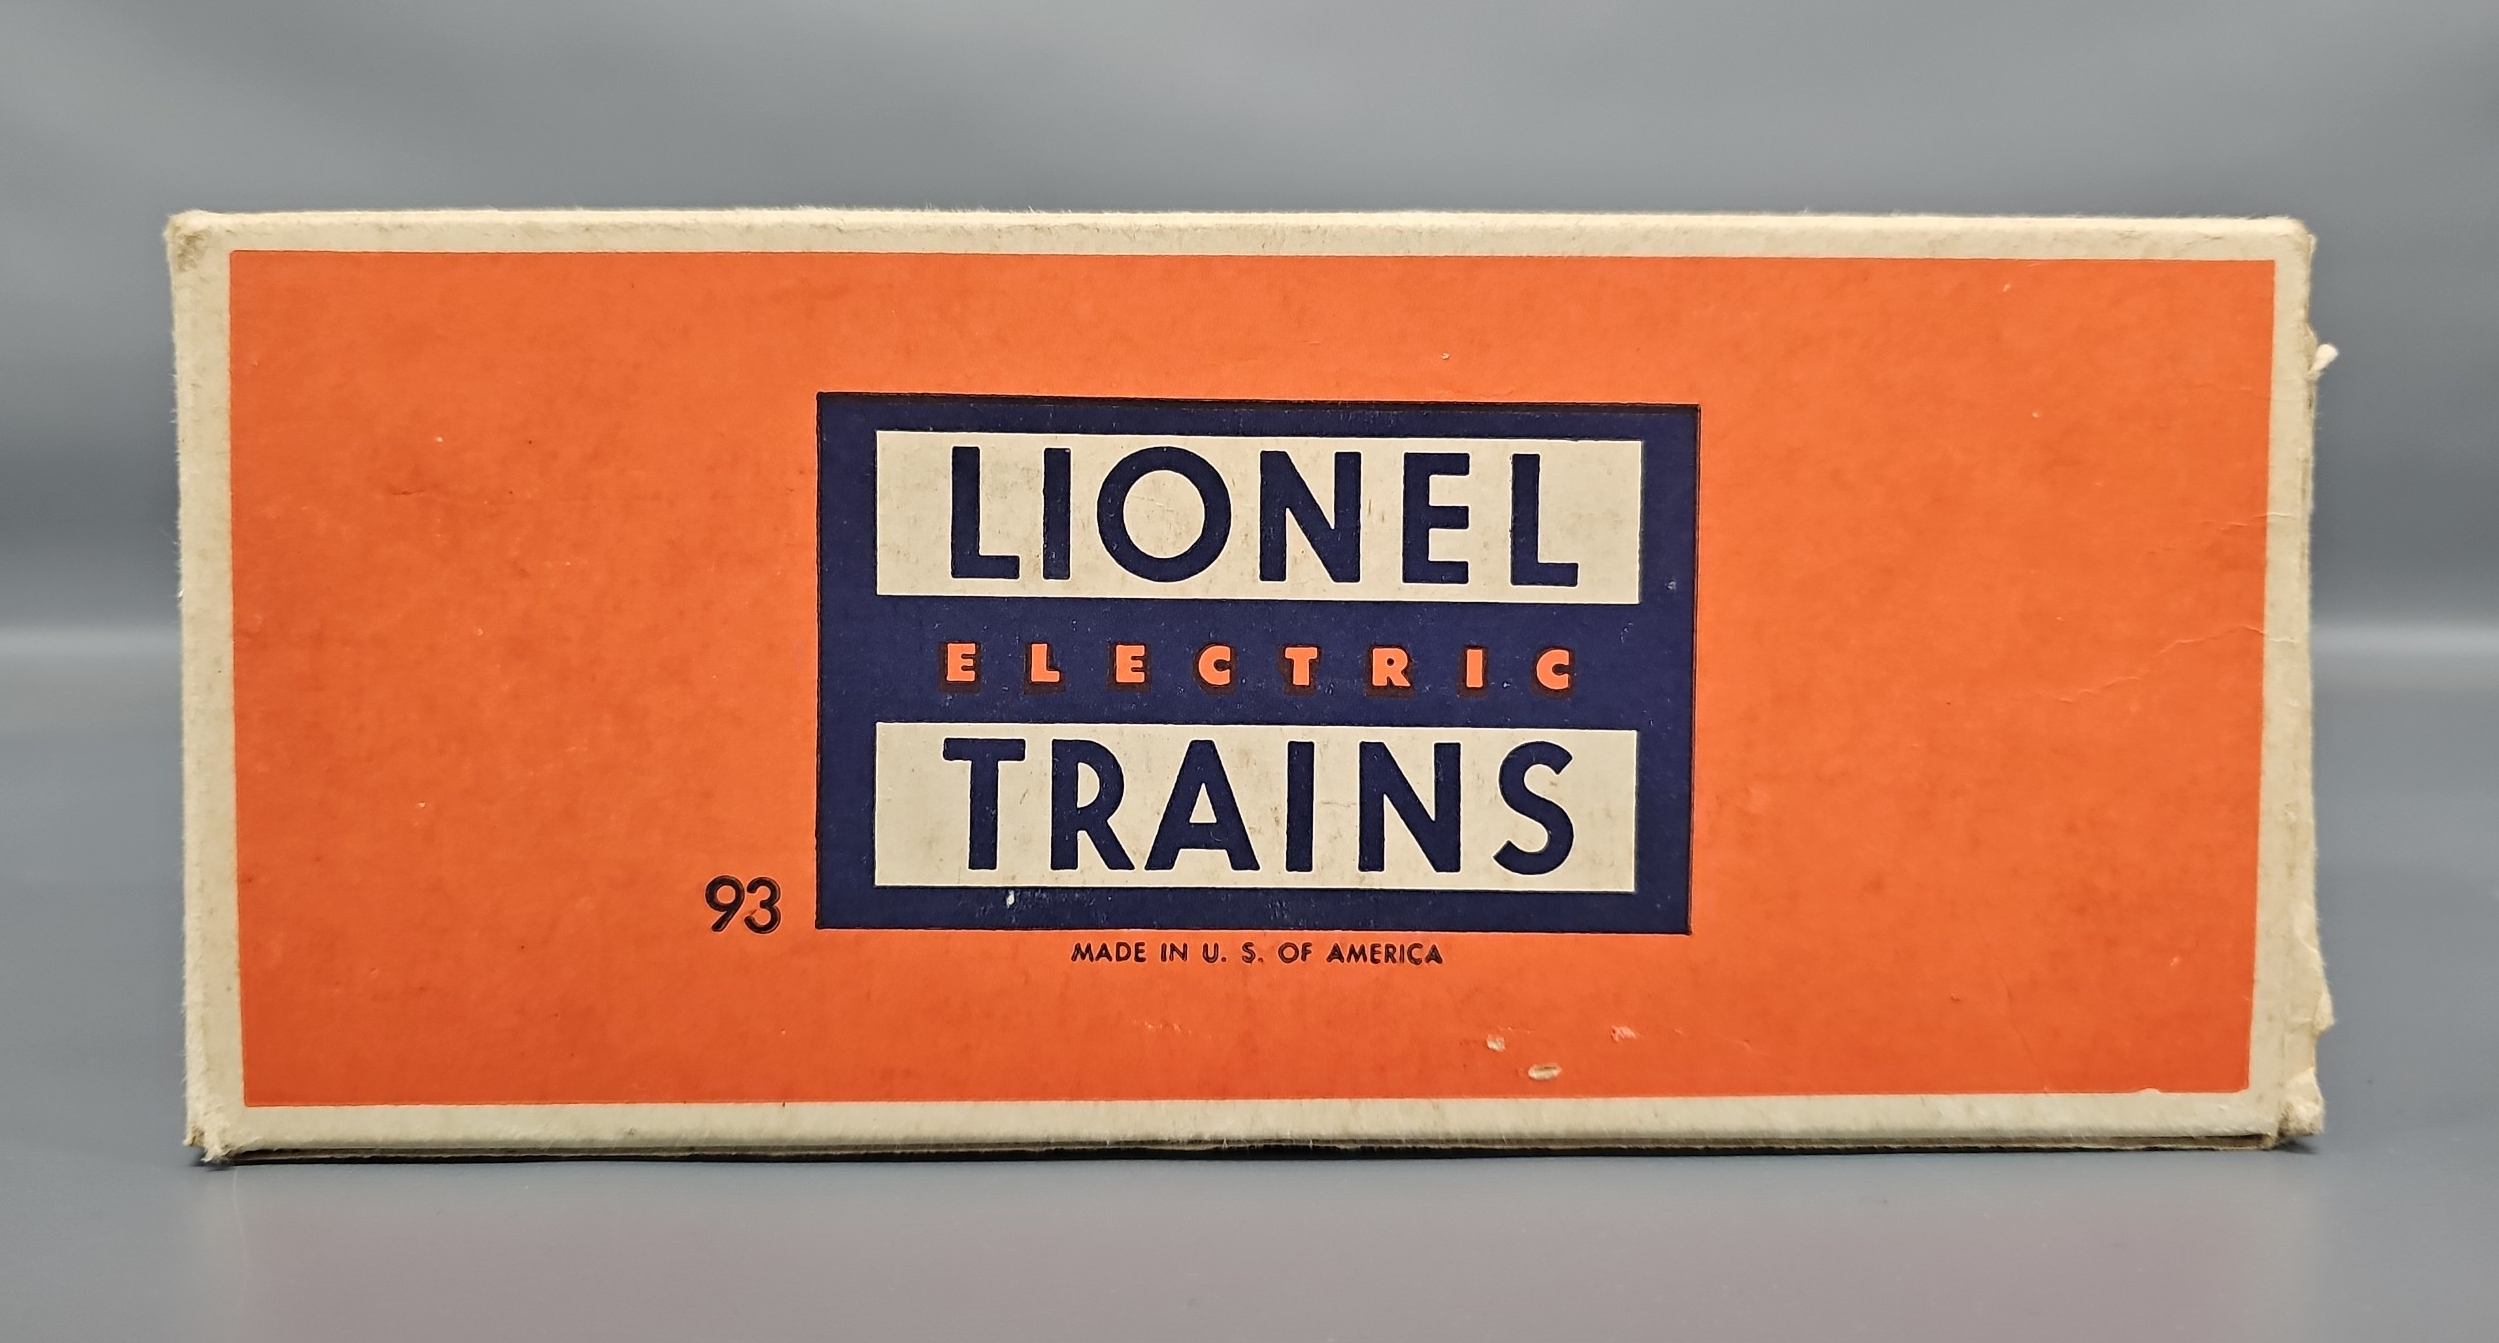 LIONEL
ELECTRIC
TRAINS
93
MADE IN U. S. OF AMERICA